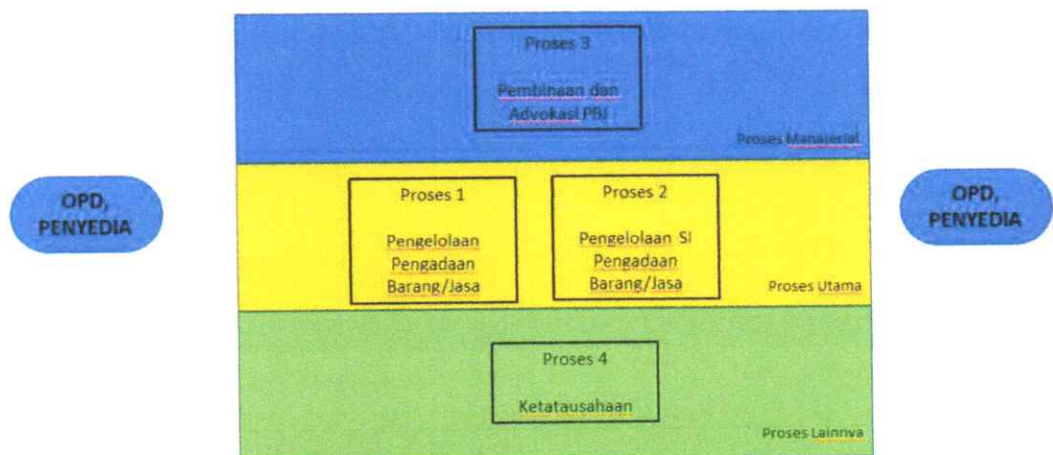 Proses 3
Pembinaan dan
Advokasi PBJ
Proses Manajerial
OPD,
PENYEDIA
Proses 1
Pengelolaan
Pengadaan
Barang/Jasa
Proses 2
Pengelolaan SI
Pengadaan
Barang/Jasa
Proses Utama
OPD,
PENYEDIA
Proses 4
Ketatausahaan
Proses Lainnya